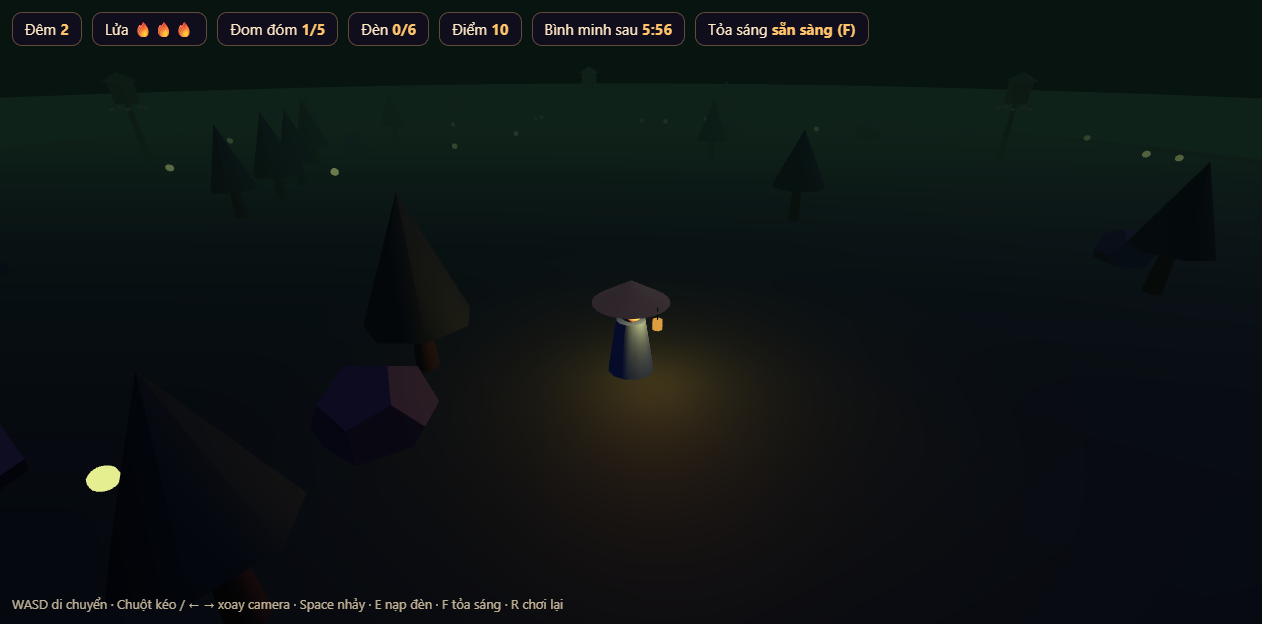 Đêm 2 Lửa 🔥🔥🔥 Đom đóm 1/5 Đèn 0/6 Điểm 10 Bình minh sau 5:56 Tỏa sáng sẵn sàng (F)
WASD di chuyển · Chuột kéo / ← → xoay camera · Space nhảy · E nạp đèn · F tỏa sáng · R chơi lại